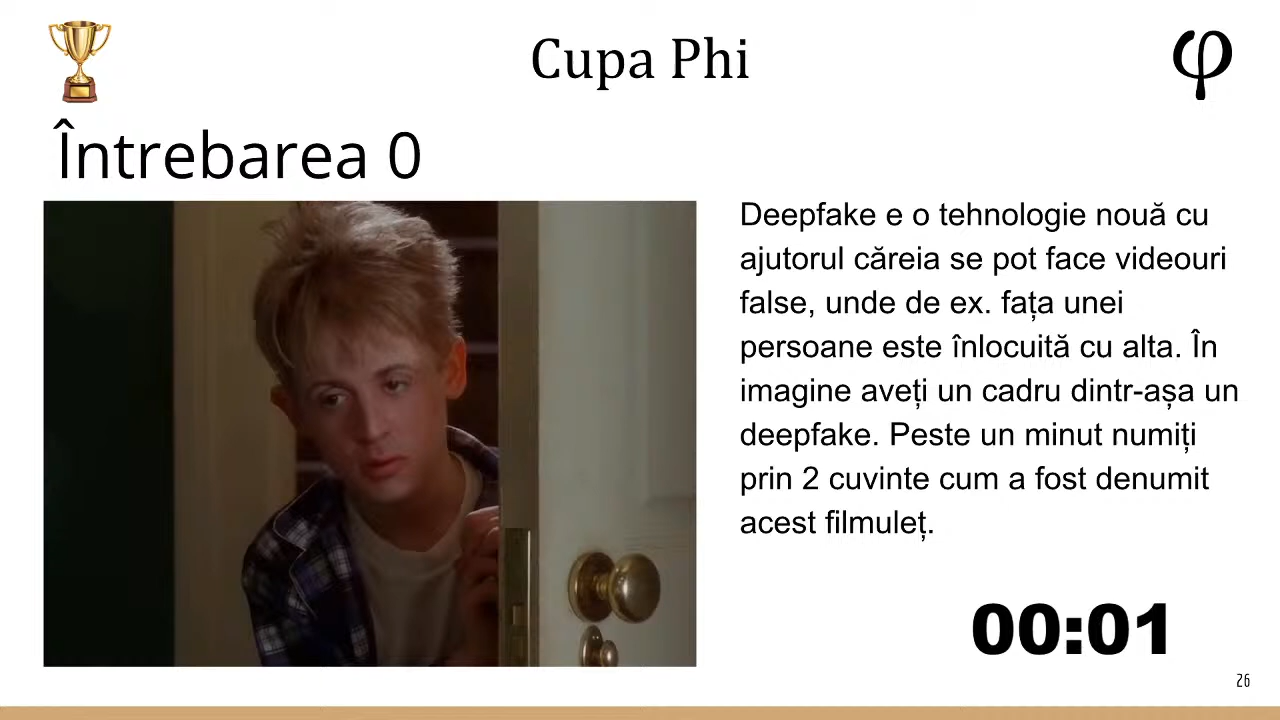 Cupa Phi
φ
Întrebarea 0
Deepfake e o tehnologie nouă cu
ajutorul căreia se pot face videouri
false, unde de ex. fața unei
persoane este înlocuită cu alta. În
imagine aveți un cadru dintr-așa un
deepfake. Peste un minut numiți
prin 2 cuvinte cum a fost denumit
acest filmuleț.
00:01
26